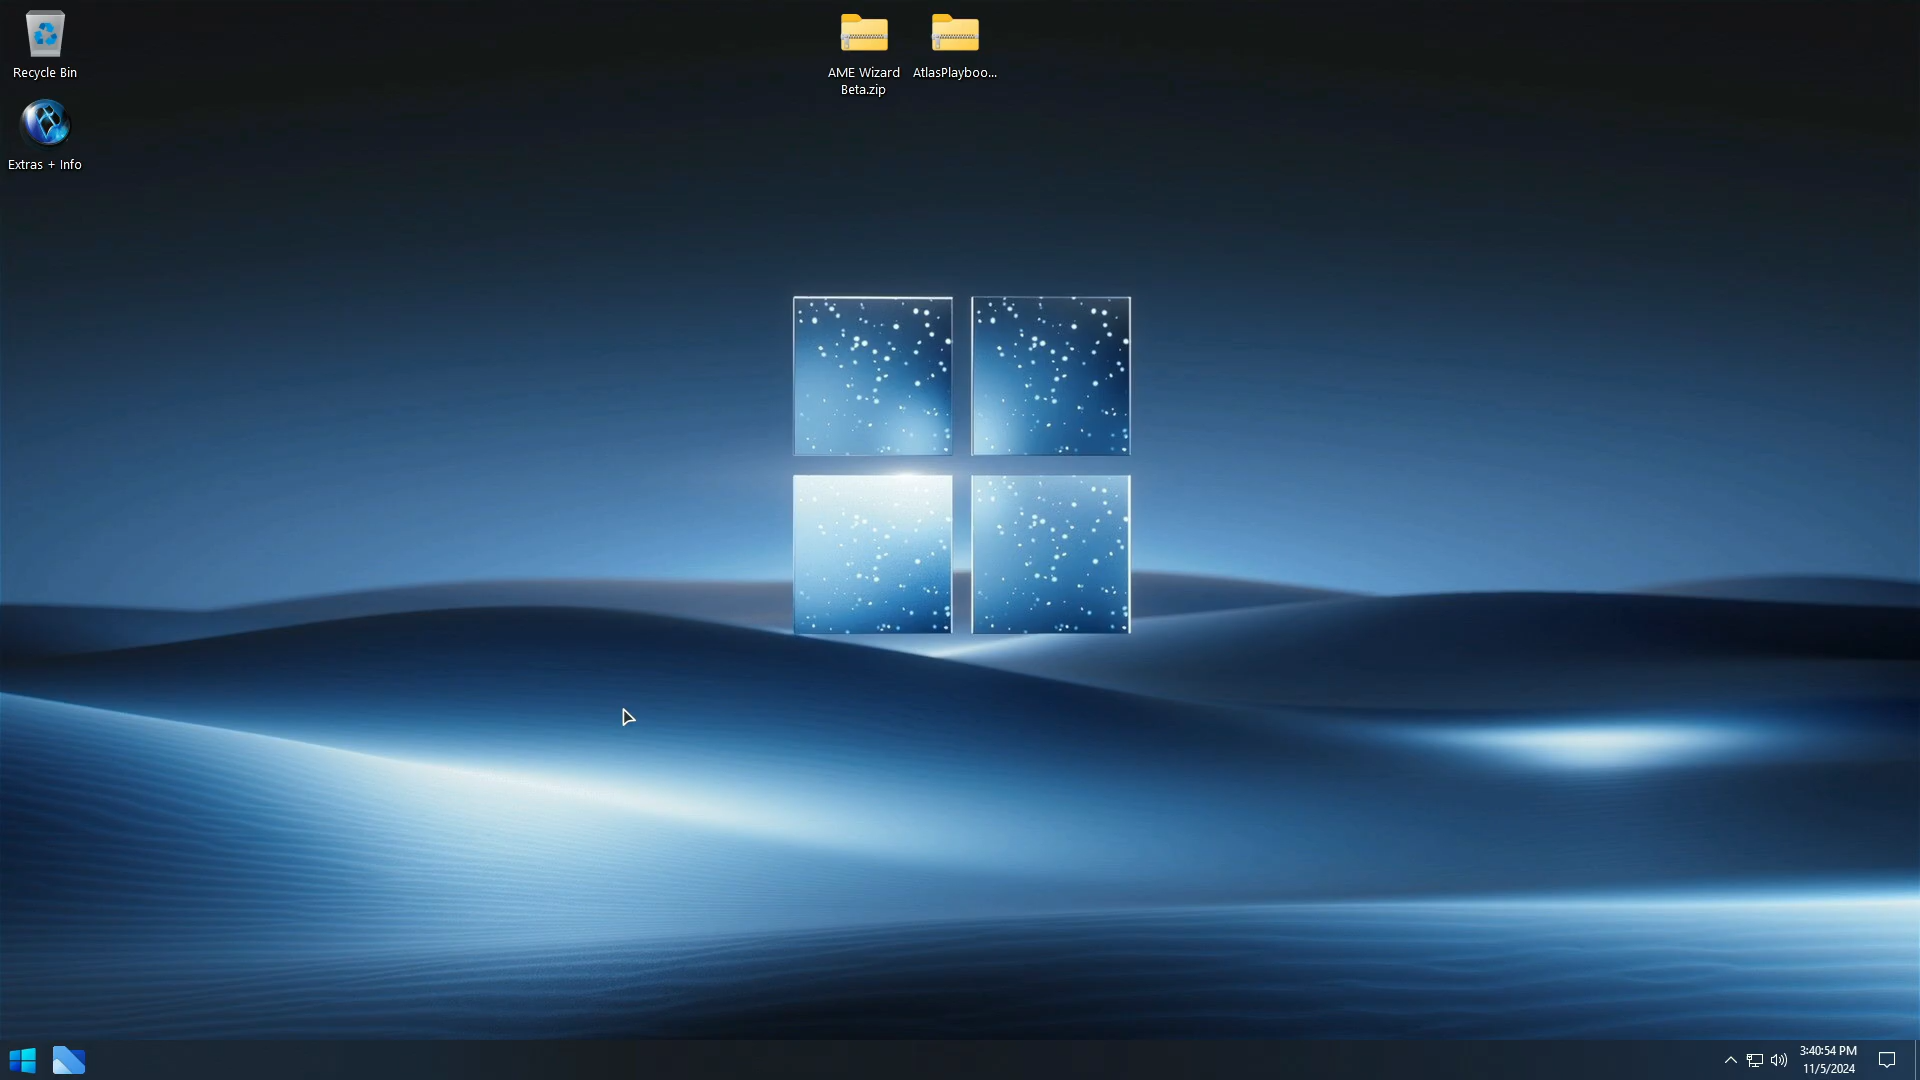 Recycle Bin
AME Wizard
Beta.zip
AtlasPlayboo...
Extras + Info
3:40:54 PM
11/5/2024